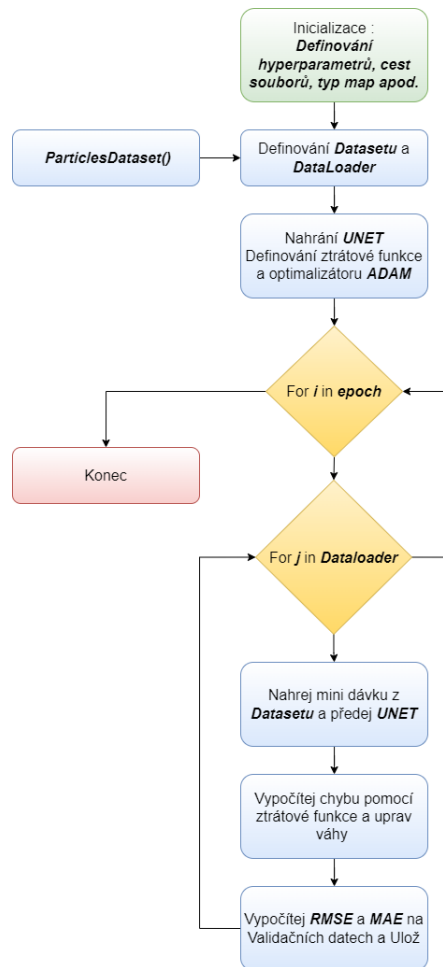 Inicializace :
Definování
hyperparametrů, cest
souborů, typ map apod.
ParticlesDataset()
Definování Datasetu a
DataLoader
Nahrání UNET
Definování ztrátové funkce
a optimalizátoru ADAM
For i in epoch
Konec
For j in Dataloader
Nahrej mini dávku z
Datasetu a předej UNET
Vypočítej chybu pomocí
ztrátové funkce a uprav
váhy
Vypočítej RMSE a MAE na
Validačních datech a Ulož